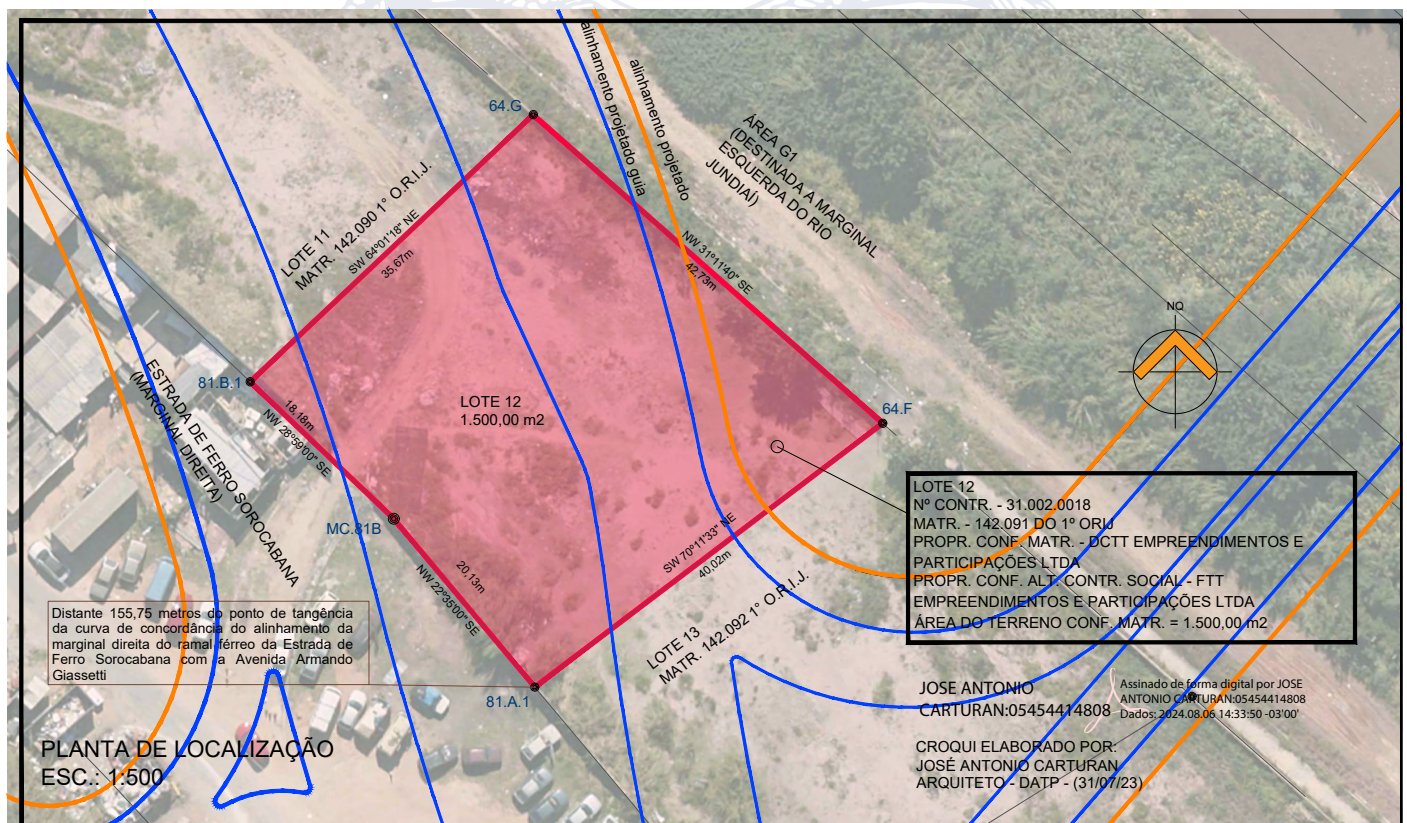 alinhamento projetado guia
alinhamento projetado
64.G
ÁREA G1
(DESTINADA A MARGINAL
ESQUERDA DO RIO
JUNDIAÍ)
LOTE 11
MATR. 142.090 1° O.R.I.J.
SW 64°01'18" NE
35,67m
NW 31°11'40" SE
42,73m
NQ
81.B.1
ESTRADA DE FERRO SOROCABANA
(MARGINAL DIREITA)
18,18m
NW 28°59'00" SE
LOTE 12
1.500,00 m2
64.F
MC.81B
20,13m
NW 22°35'00" SE
SW 70°11'33" NE
40,02m
LOTE 13
MATR. 142.092 1° O.R.I.J.
LOTE 12
Nº CONTR. - 31.002.0018
MATR. - 142.091 DO 1º ORIJ
PROPR. CONF. MATR. - DCTT EMPREENDIMENTOS E
PARTICIPAÇÕES LTDA
PROPR. CONF. ALT. CONTR. SOCIAL - FTT
EMPREENDIMENTOS E PARTICIPAÇÕES LTDA
ÁREA DO TERRENO CONF. MATR. = 1.500,00 m2
Distante 155,75 metros do ponto de tangência
da curva de concordância do alinhamento da
marginal direita do ramal férreo da Estrada de
Ferro Sorocabana com a Avenida Armando
Giassetti
81.A.1
JOSE ANTONIO
CARTURAN:05454414808
Assinado de forma digital por JOSE
ANTONIO CARTURAN:05454414808
Dados: 2024.08.06 14:33:50 -03'00'
PLANTA DE LOCALIZAÇÃO
ESC.: 1:500
CROQUI ELABORADO POR:
JOSÉ ANTONIO CARTURAN
ARQUITETO - DATP - (31/07/23)